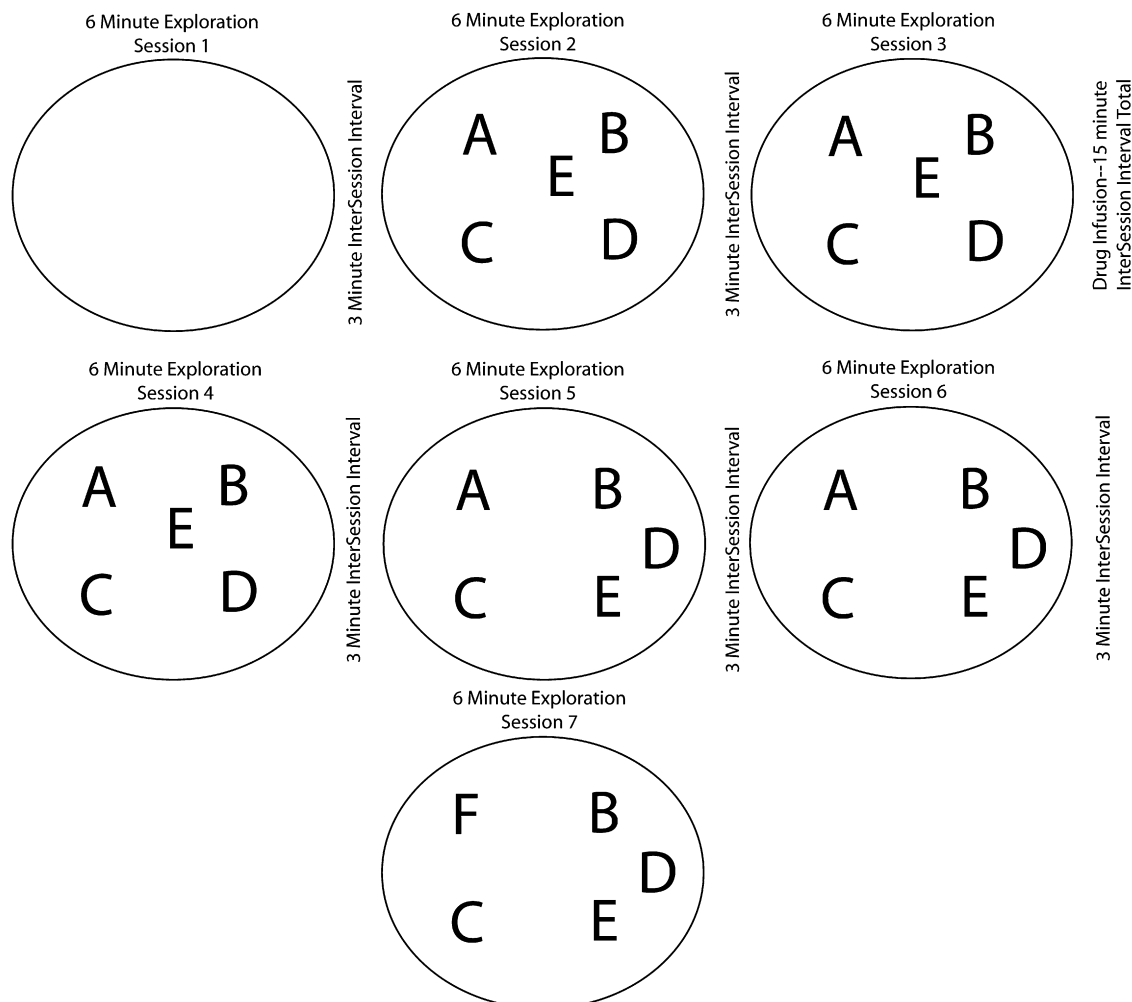 6 Minute Exploration
Session 1
6 Minute Exploration
Session 2
6 Minute Exploration
Session 3
3 Minute InterSession Interval
A
B
E
C
D
3 Minute InterSession Interval
A
B
E
C
D
Drug Infusion--15 minute
InterSession Interval Total
6 Minute Exploration
Session 4
6 Minute Exploration
Session 5
6 Minute Exploration
Session 6
A
B
E
C
D
3 Minute InterSession Interval
A
B
D
C
E
3 Minute InterSession Interval
A
B
D
C
E
3 Minute InterSession Interval
6 Minute Exploration
Session 7
F
B
D
C
E